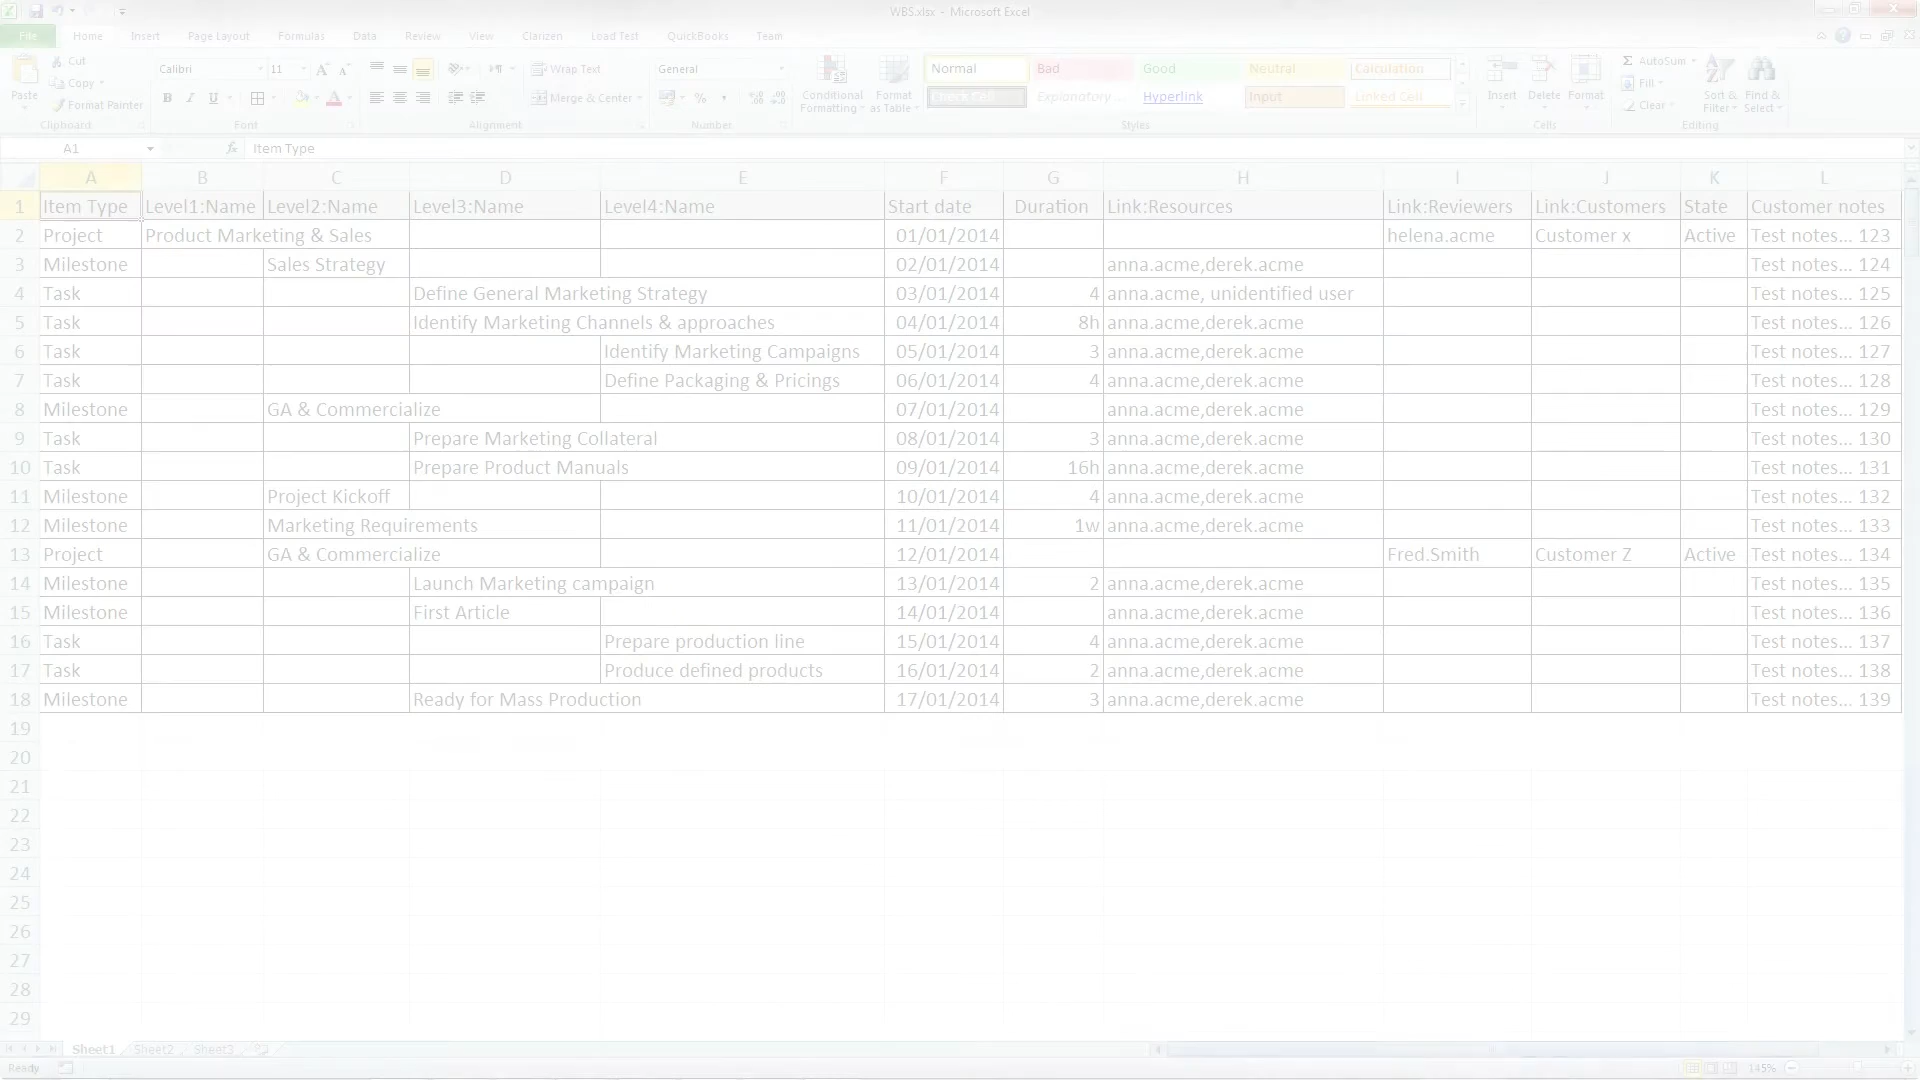 WBS.xlsx - Microsoft Excel
File Home Insert Page Layout Formulas Data Review View Clarizen Load Test QuickBooks Team
Cut Calibri 11 Wrap Text General Normal Bad Good Neutral Calculation AutoSum
Copy Fill
Paste Format Painter B I U Merge & Center % Conditional Formatting Format as Table Check Cell Explanatory ... Hyperlink Input Linked Cell Insert Delete Format Clear Sort & Filter Find & Select
Clipboard Font Alignment Number Styles Cells Editing
A1 fx Item Type
A B C D E F G H I J K L
1 Item Type Level1:Name Level2:Name Level3:Name Level4:Name Start date Duration Link:Resources Link:Reviewers Link:Customers State Customer notes
2 Project Product Marketing & Sales 01/01/2014 helena.acme Customer x Active Test notes... 123
3 Milestone Sales Strategy 02/01/2014 anna.acme,derek.acme Test notes... 124
4 Task Define General Marketing Strategy 03/01/2014 4 anna.acme, unidentified user Test notes... 125
5 Task Identify Marketing Channels & approaches 04/01/2014 8h anna.acme,derek.acme Test notes... 126
6 Task Identify Marketing Campaigns 05/01/2014 3 anna.acme,derek.acme Test notes... 127
7 Task Define Packaging & Pricings 06/01/2014 4 anna.acme,derek.acme Test notes... 128
8 Milestone GA & Commercialize 07/01/2014 anna.acme,derek.acme Test notes... 129
9 Task Prepare Marketing Collateral 08/01/2014 3 anna.acme,derek.acme Test notes... 130
10 Task Prepare Product Manuals 09/01/2014 16h anna.acme,derek.acme Test notes... 131
11 Milestone Project Kickoff 10/01/2014 4 anna.acme,derek.acme Test notes... 132
12 Milestone Marketing Requirements 11/01/2014 1w anna.acme,derek.acme Test notes... 133
13 Project GA & Commercialize 12/01/2014 Fred.Smith Customer Z Active Test notes... 134
14 Milestone Launch Marketing campaign 13/01/2014 2 anna.acme,derek.acme Test notes... 135
15 Milestone First Article 14/01/2014 anna.acme,derek.acme Test notes... 136
16 Task Prepare production line 15/01/2014 4 anna.acme,derek.acme Test notes... 137
17 Task Produce defined products 16/01/2014 2 anna.acme,derek.acme Test notes... 138
18 Milestone Ready for Mass Production 17/01/2014 3 anna.acme,derek.acme Test notes... 139
19
20
21
22
23
24
25
26
27
28
29
Sheet1 Sheet2 Sheet3
Ready 145%